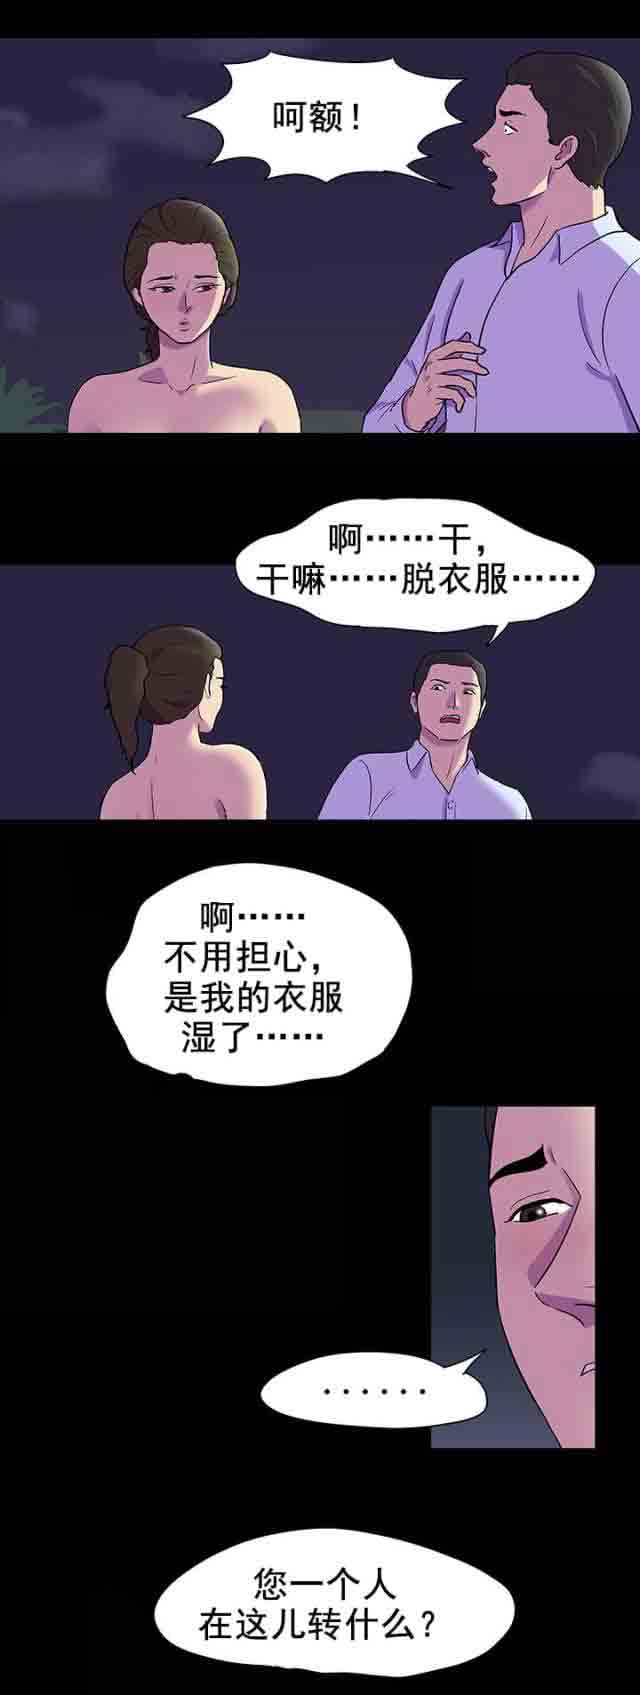 呵额！
啊……干，
干嘛……脱衣服……
啊……
不用担心，
是我的衣服
湿了……
......
您一个人
在这儿转什么？